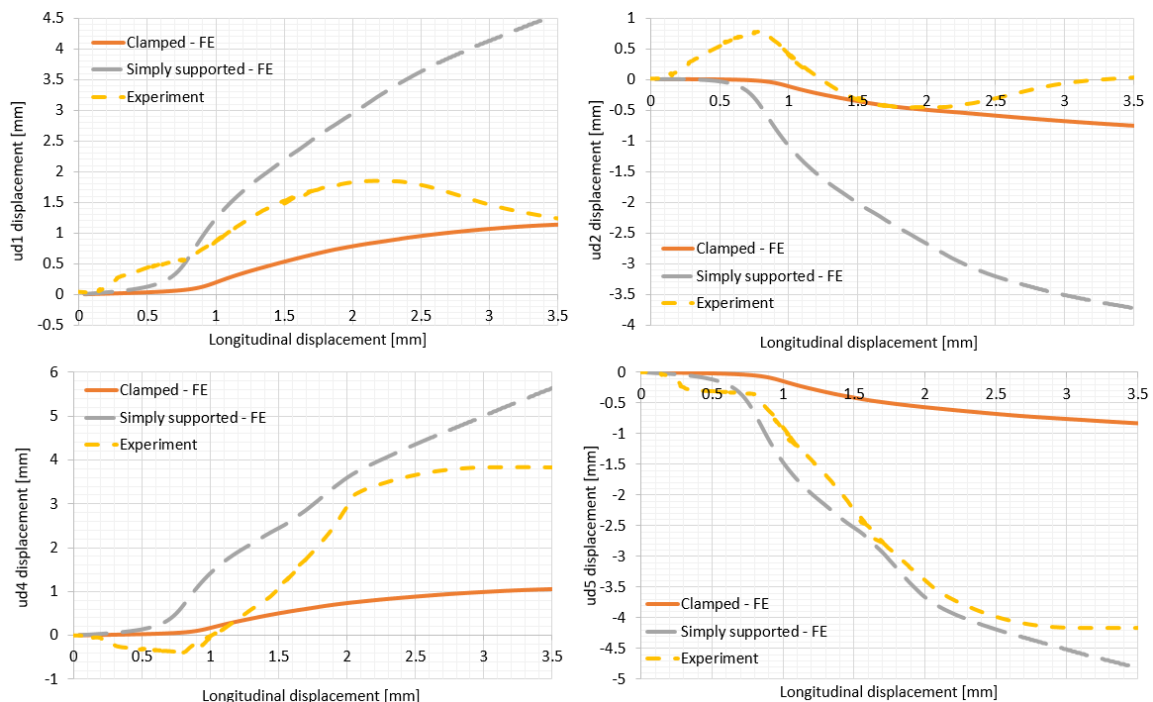 4.5
4
3.5
3
2.5
2
1.5
1
0.5
0
-0.5
ud1 displacement [mm]
Clamped - FE
Simply supported - FE
Experiment
0 0.5 1 1.5 2 2.5 3 3.5
Longitudinal displacement [mm]
1
0.5
0
-0.5
-1
-1.5
-2
-2.5
-3
-3.5
-4
ud2 displacement [mm]
0 0.5 1 1.5 2 2.5 3 3.5
Clamped - FE
Simply supported - FE
Experiment
Longitudinal displacement [mm]
6
5
4
3
2
1
0
-1
ud4 displacement [mm]
Clamped - FE
Simply supported - FE
Experiment
0 0.5 1 1.5 2 2.5 3 3.5
Longitudinal displacement [mm]
0
-0.5
-1
-1.5
-2
-2.5
-3
-3.5
-4
-4.5
-5
ud5 displacement [mm]
0 0.5 1 1.5 2 2.5 3 3.5
Clamped - FE
Simply supported - FE
Experiment
Longitudinal displacement [mm]